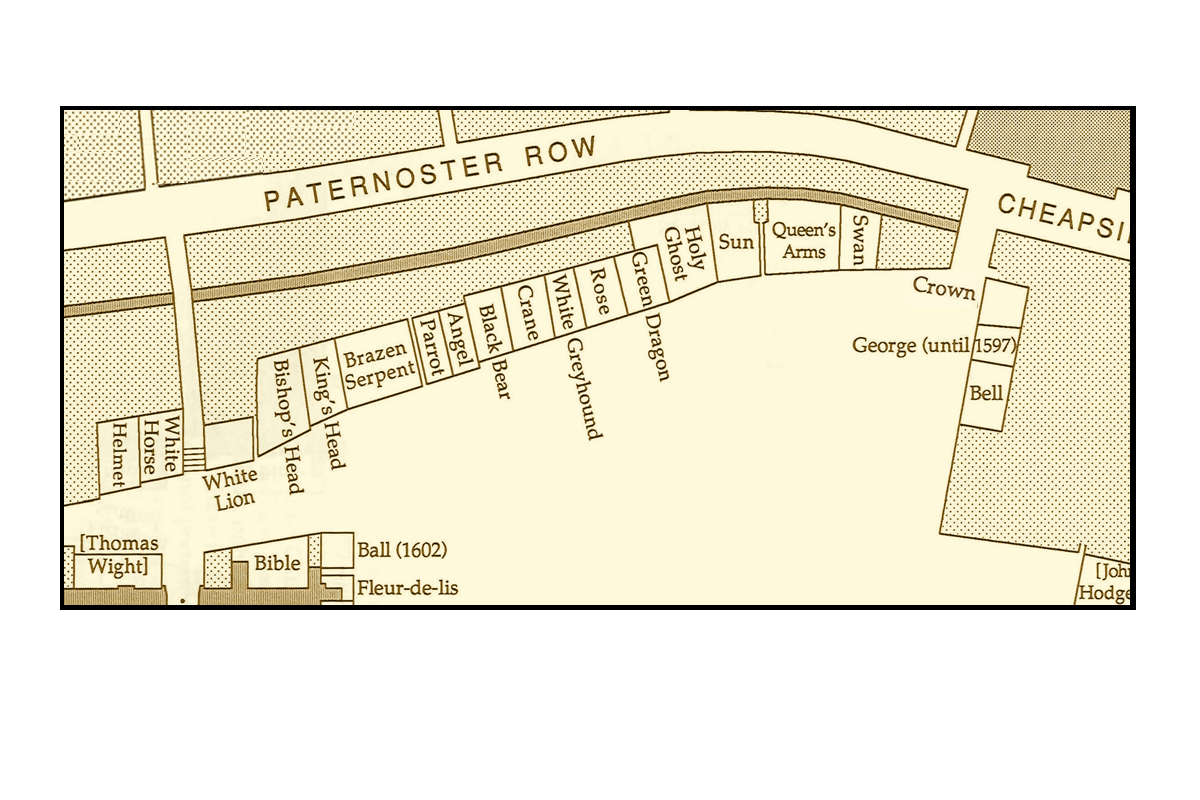 PATERNOSTER ROW
CHEAPSI
Helmet
White
Horse
White
Lion
Bishop's Head
King's Head
Brazen
Serpent
Parrot
Angel
Black Bear
Crane
White Greyhound
Rose
Green Dragon
Holy
Ghost
Sun
Queen's
Arms
Swan
Crown
George (until 1597)
Bell
[Thomas
Wight]
Bible
Ball (1602)
Fleur-de-lis
[John
Hodge